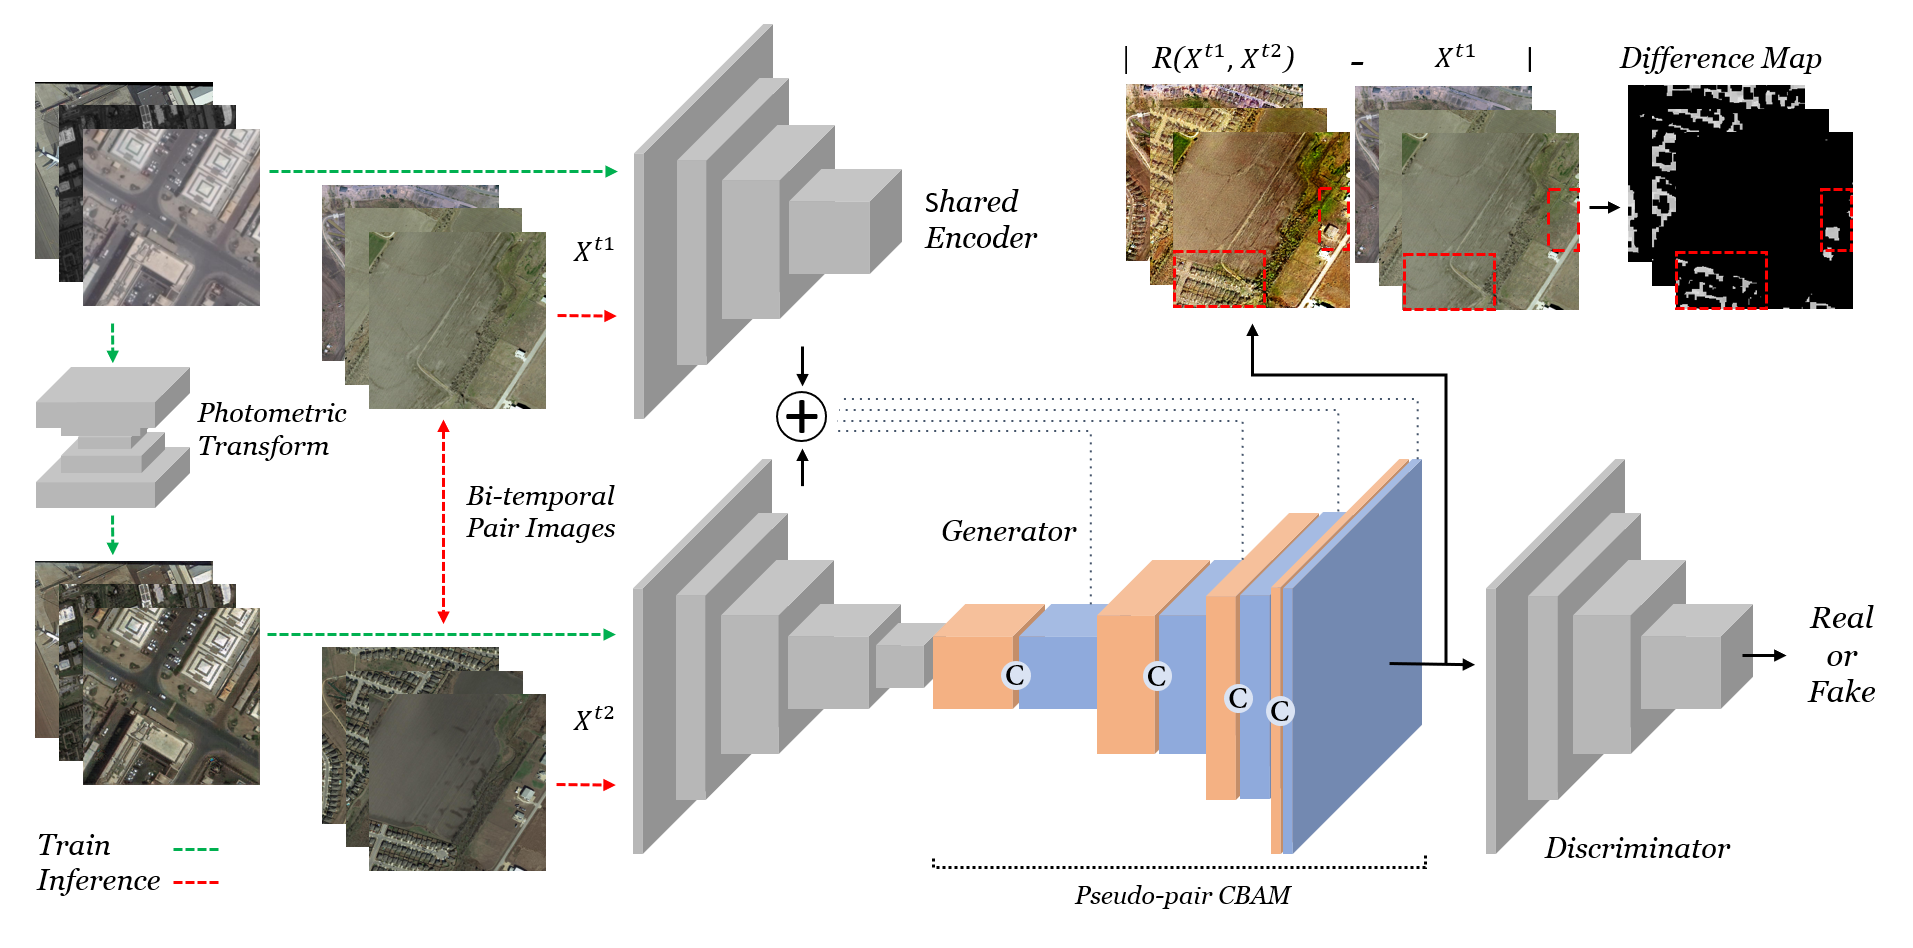 | R(X^{t1}, X^{t2}) - X^{t1} | Difference Map
X^{t1}
Shared
Encoder
Photometric
Transform
+
Bi-temporal
Pair Images
Generator
X^{t2}
C C C C
Real
or
Fake
Train
Inference
Discriminator
Pseudo-pair CBAM